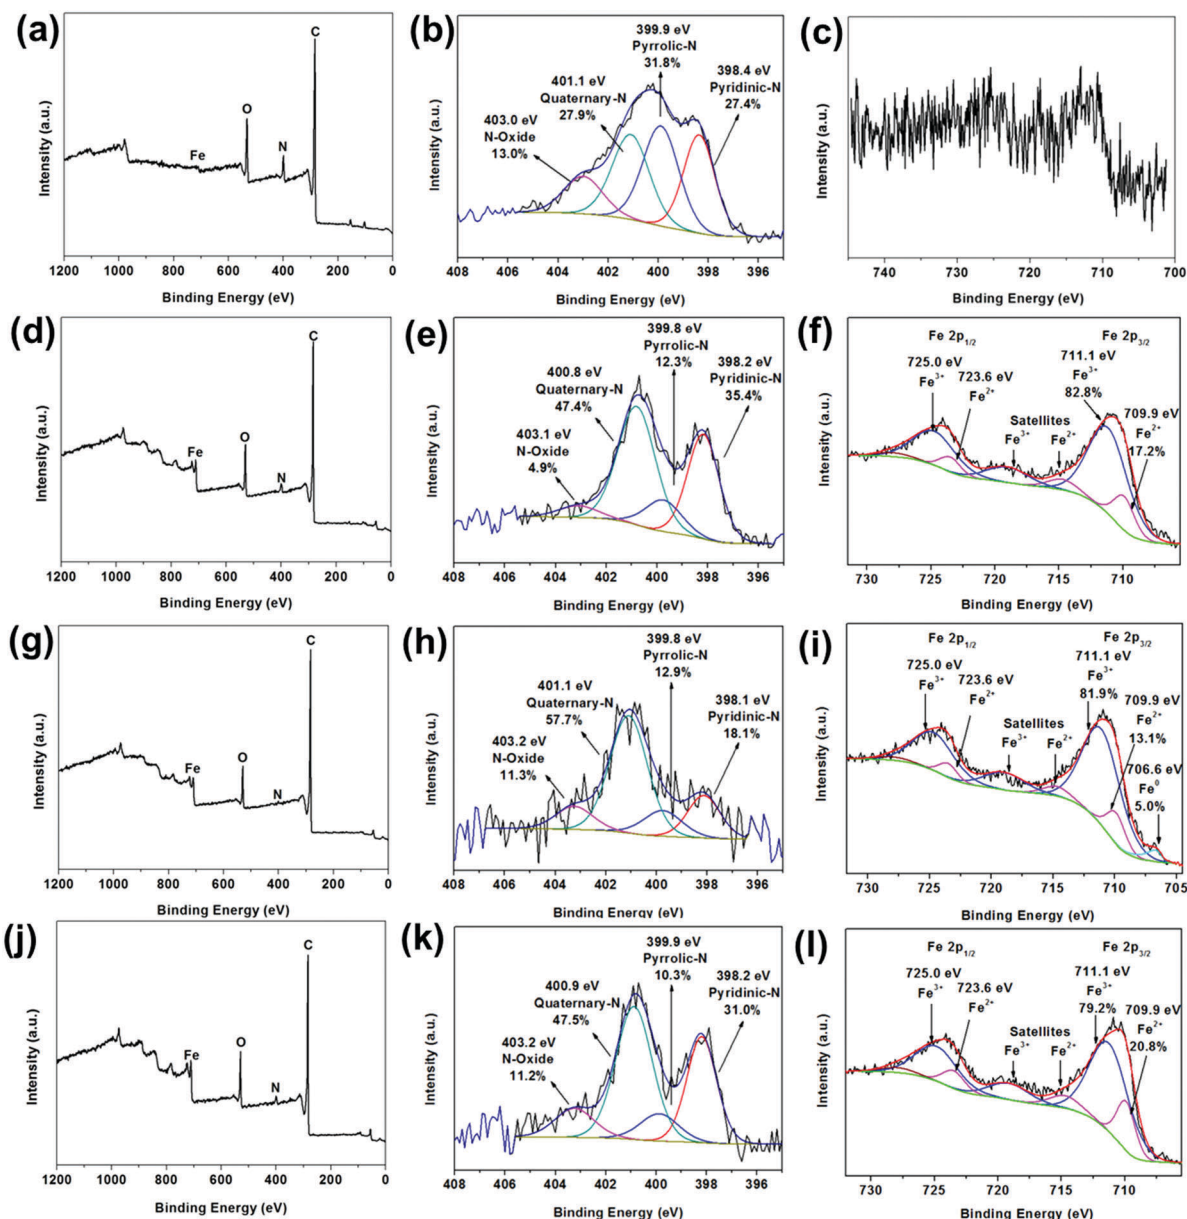 (a)
C
O
N
Fe
Intensity (a.u.)
1200 1000 800 600 400 200 0
Binding Energy (eV)
(b)
399.9 eV
Pyrrolic-N
31.8%
401.1 eV
Quaternary-N
27.9%
398.4 eV
Pyridinic-N
27.4%
403.0 eV
N-Oxide
13.0%
Intensity (a.u.)
408 406 404 402 400 398 396
Binding Energy (eV)
(c)
Intensity (a.u.)
740 730 720 710 700
Binding Energy (eV)
(d)
C
O
Fe
N
Intensity (a.u.)
1200 1000 800 600 400 200 0
Binding Energy (eV)
(e)
399.8 eV
Pyrrolic-N
12.3%
400.8 eV
Quaternary-N
47.4%
398.2 eV
Pyridinic-N
35.4%
403.1 eV
N-Oxide
4.9%
Intensity (a.u.)
408 406 404 402 400 398 396
Binding Energy (eV)
(f)
Fe 2p1/2
Fe 2p3/2
725.0 eV
Fe3+
723.6 eV
Fe2+
711.1 eV
Fe3+
82.8%
709.9 eV
Fe2+
17.2%
Satellites
Fe3+ Fe2+
Intensity (a.u.)
730 725 720 715 710
Binding Energy (eV)
(g)
C
O
Fe
N
Intensity (a.u.)
1200 1000 800 600 400 200 0
Binding Energy (eV)
(h)
399.8 eV
Pyrrolic-N
12.9%
401.1 eV
Quaternary-N
57.7%
398.1 eV
Pyridinic-N
18.1%
403.2 eV
N-Oxide
11.3%
Intensity (a.u.)
408 406 404 402 400 398 396
Binding Energy (eV)
(i)
Fe 2p1/2
Fe 2p3/2
725.0 eV
Fe3+
723.6 eV
Fe2+
711.1 eV
Fe3+
81.9%
709.9 eV
Fe2+
13.1%
706.6 eV
Fe0
5.0%
Satellites
Fe3+ Fe2+
Intensity (a.u.)
730 725 720 715 710 705
Binding Energy (eV)
(j)
C
O
Fe
N
Intensity (a.u.)
1200 1000 800 600 400 200 0
Binding Energy (eV)
(k)
399.9 eV
Pyrrolic-N
10.3%
400.9 eV
Quaternary-N
47.5%
398.2 eV
Pyridinic-N
31.0%
403.2 eV
N-Oxide
11.2%
Intensity (a.u.)
408 406 404 402 400 398 396
Binding Energy (eV)
(l)
Fe 2p1/2
Fe 2p3/2
725.0 eV
Fe3+
723.6 eV
Fe2+
711.1 eV
Fe3+
79.2%
709.9 eV
Fe2+
20.8%
Satellites
Fe3+ Fe2+
Intensity (a.u.)
730 725 720 715 710
Binding Energy (eV)